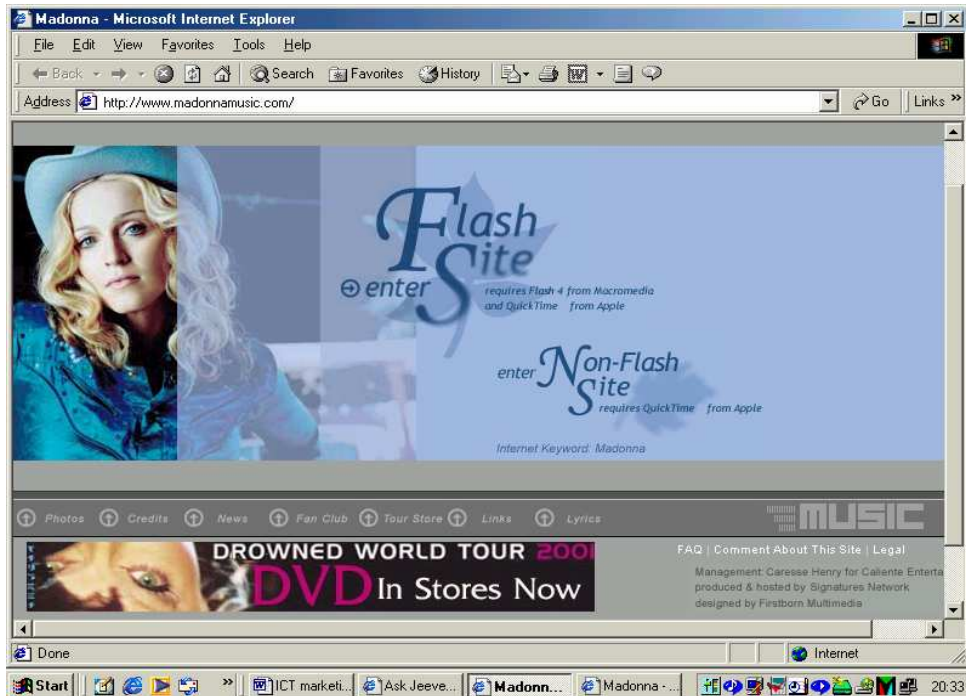 Madonna - Microsoft Internet Explorer
File Edit View Favorites Tools Help
Back Search Favorites History
Address http://www.madonnamusic.com/ Go Links »
Flash
Site
enter
requires Flash 4 from Macromedia
and QuickTime from Apple
enter Non-Flash
Site
requires QuickTime from Apple
Internet Keyword: Madonna
Photos Credits News Fan Club Tour Store Links Lyrics
MUSIC
DROWNED WORLD TOUR 2001
DVD In Stores Now
FAQ | Comment About This Site | Legal
Management: Caresse Henry for Caliente Enterta
produced & hosted by Signatures Network
designed by Firstborn Multimedia
Done Internet
Start » ICT marketi... Ask Jeeve... Madonn... Madonna - ... 20:33